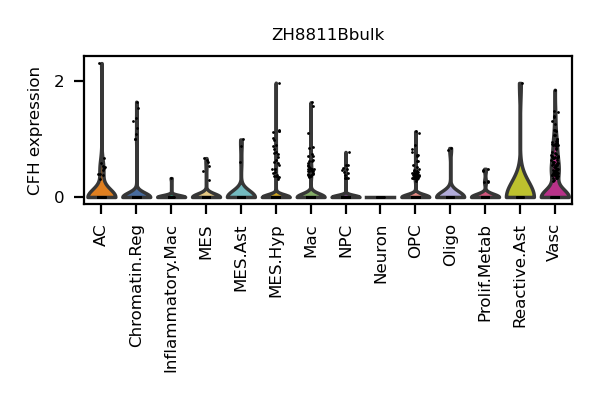 ZH8811Bbulk
CFH expression
2
0
AC
Chromatin.Reg
Inflammatory.Mac
MES
MES.Ast
MES.Hyp
Mac
NPC
Neuron
OPC
Oligo
Prolif.Metab
Reactive.Ast
Vasc